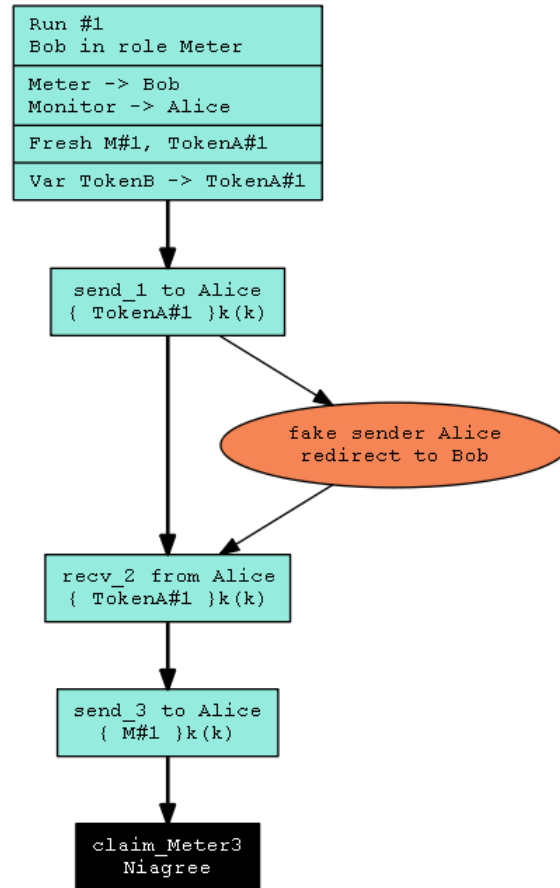 Run #1
Bob in role Meter
Meter -> Bob
Monitor -> Alice
Fresh M#1, TokenA#1
Var TokenB -> TokenA#1
send_1 to Alice
{ TokenA#1 }k(k)
fake sender Alice
redirect to Bob
recv_2 from Alice
{ TokenA#1 }k(k)
send_3 to Alice
{ M#1 }k(k)
claim_Meter3
Niagree